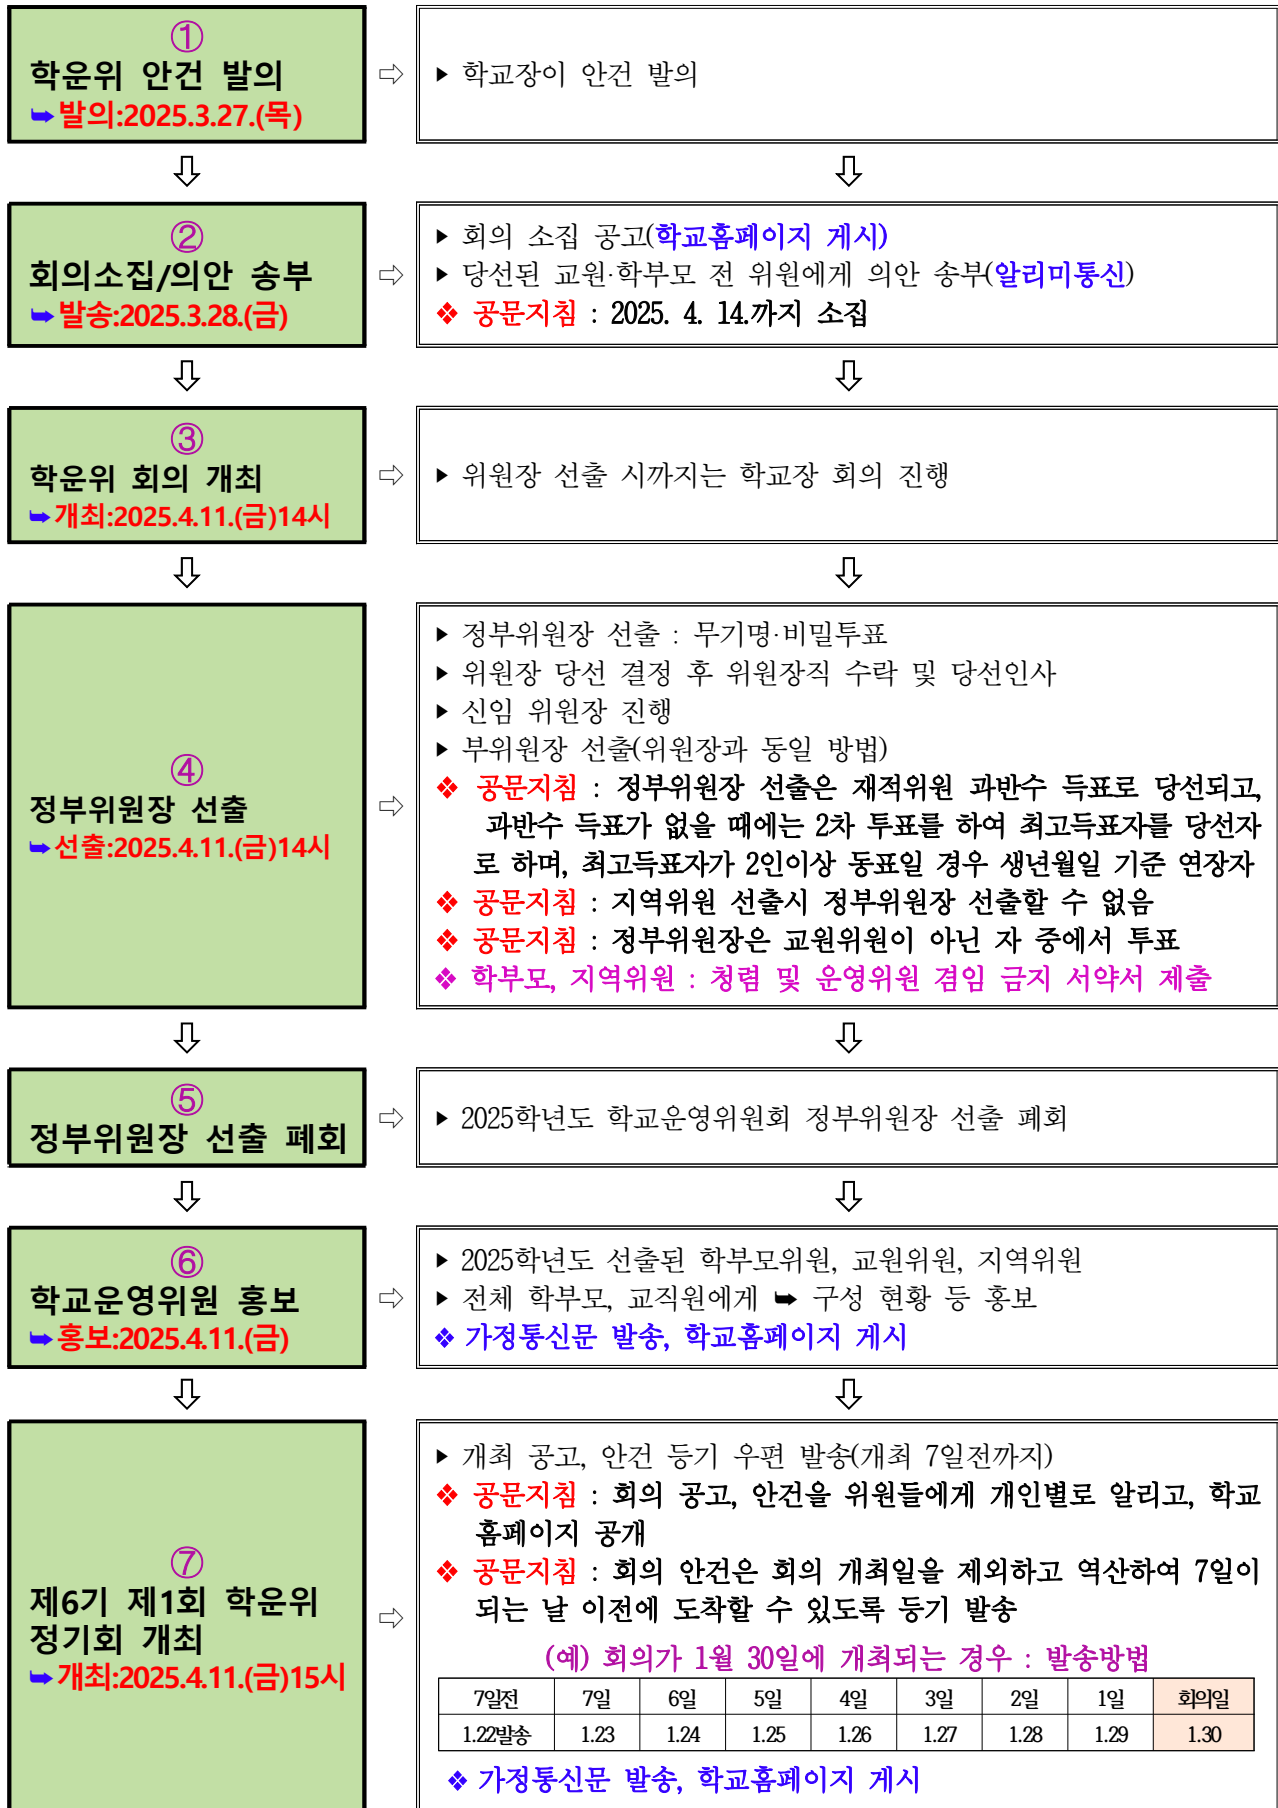 ①
학운위 안건 발의
➥발의:2025.3.27.(목)
⇨
▶ 학교장이 안건 발의
⇩ ⇩
②
회의소집/의안 송부
➥발송:2025.3.28.(금)
⇨
▶ 회의 소집 공고(학교홈페이지 게시)
▶ 당선된 교원·학부모 전 위원에게 의안 송부(알리미통신)
❖ 공문지침 : 2025. 4. 14.까지 소집
⇩ ⇩
③
학운위 회의 개최
➥개최:2025.4.11.(금)14시
⇨
▶ 위원장 선출 시까지는 학교장 회의 진행
⇩ ⇩
④
정부위원장 선출
➥선출:2025.4.11.(금)14시
⇨
▶ 정부위원장 선출 : 무기명·비밀투표
▶ 위원장 당선 결정 후 위원장직 수락 및 당선인사
▶ 신임 위원장 진행
▶ 부위원장 선출(위원장과 동일 방법)
❖ 공문지침 : 정부위원장 선출은 재적위원 과반수 득표로 당선되고,
과반수 득표가 없을 때에는 2차 투표를 하여 최고득표자를 당선자
로 하며, 최고득표자가 2인이상 동표일 경우 생년월일 기준 연장자
❖ 공문지침 : 지역위원 선출시 정부위원장 선출할 수 없음
❖ 공문지침 : 정부위원장은 교원위원이 아닌 자 중에서 투표
❖ 학부모, 지역위원 : 청렴 및 운영위원 겸임 금지 서약서 제출
⇩ ⇩
⑤
정부위원장 선출 폐회
⇨
▶ 2025학년도 학교운영위원회 정부위원장 선출 폐회
⇩ ⇩
⑥
학교운영위원 홍보
➥홍보:2025.4.11.(금)
⇨
▶ 2025학년도 선출된 학부모위원, 교원위원, 지역위원
▶ 전체 학부모, 교직원에게 ➥ 구성 현황 등 홍보
❖ 가정통신문 발송, 학교홈페이지 게시
⇩ ⇩
⑦
제6기 제1회 학운위
정기회 개최
➥개최:2025.4.11.(금)15시
⇨
▶ 개최 공고, 안건 등기 우편 발송(개최 7일전까지)
❖ 공문지침 : 회의 공고, 안건을 위원들에게 개인별로 알리고, 학교
홈페이지 공개
❖ 공문지침 : 회의 안건은 회의 개최일을 제외하고 역산하여 7일이
되는 날 이전에 도착할 수 있도록 등기 발송
(예) 회의가 1월 30일에 개최되는 경우 : 발송방법
7일전 7일 6일 5일 4일 3일 2일 1일 회의일
1.22발송 1.23 1.24 1.25 1.26 1.27 1.28 1.29 1.30
❖ 가정통신문 발송, 학교홈페이지 게시